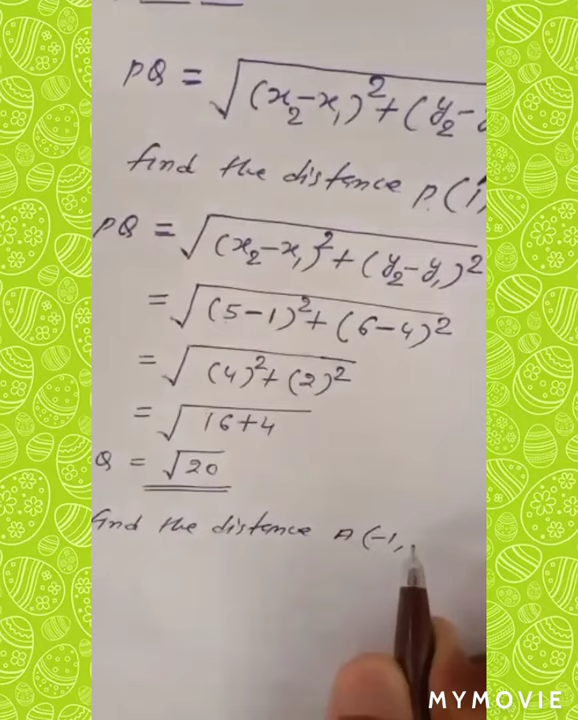 PQ = √(x₂-x₁)²+(y₂-
find the distance P(1,
PQ = √(x₂-x₁)²+(y₂-y₁)²
= √(5-1)²+(6-4)²
= √(4)²+(2)²
= √16+4
Q = √20
find the distance A(-1,
MYMOVIE